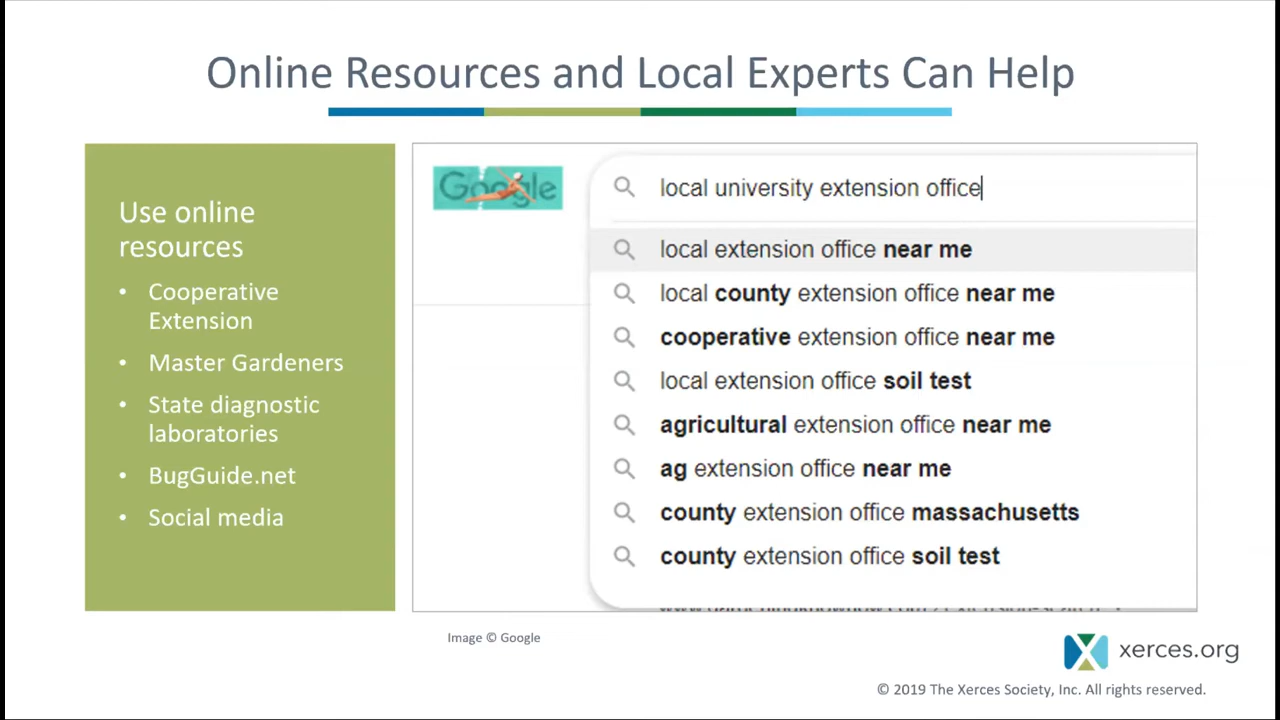 Online Resources and Local Experts Can Help
Use online
resources
• Cooperative
Extension
• Master Gardeners
• State diagnostic
laboratories
• BugGuide.net
• Social media
Google
local university extension office
local extension office near me
local county extension office near me
cooperative extension office near me
local extension office soil test
agricultural extension office near me
ag extension office near me
county extension office massachusetts
county extension office soil test
Image © Google
xerces.org
© 2019 The Xerces Society, Inc. All rights reserved.